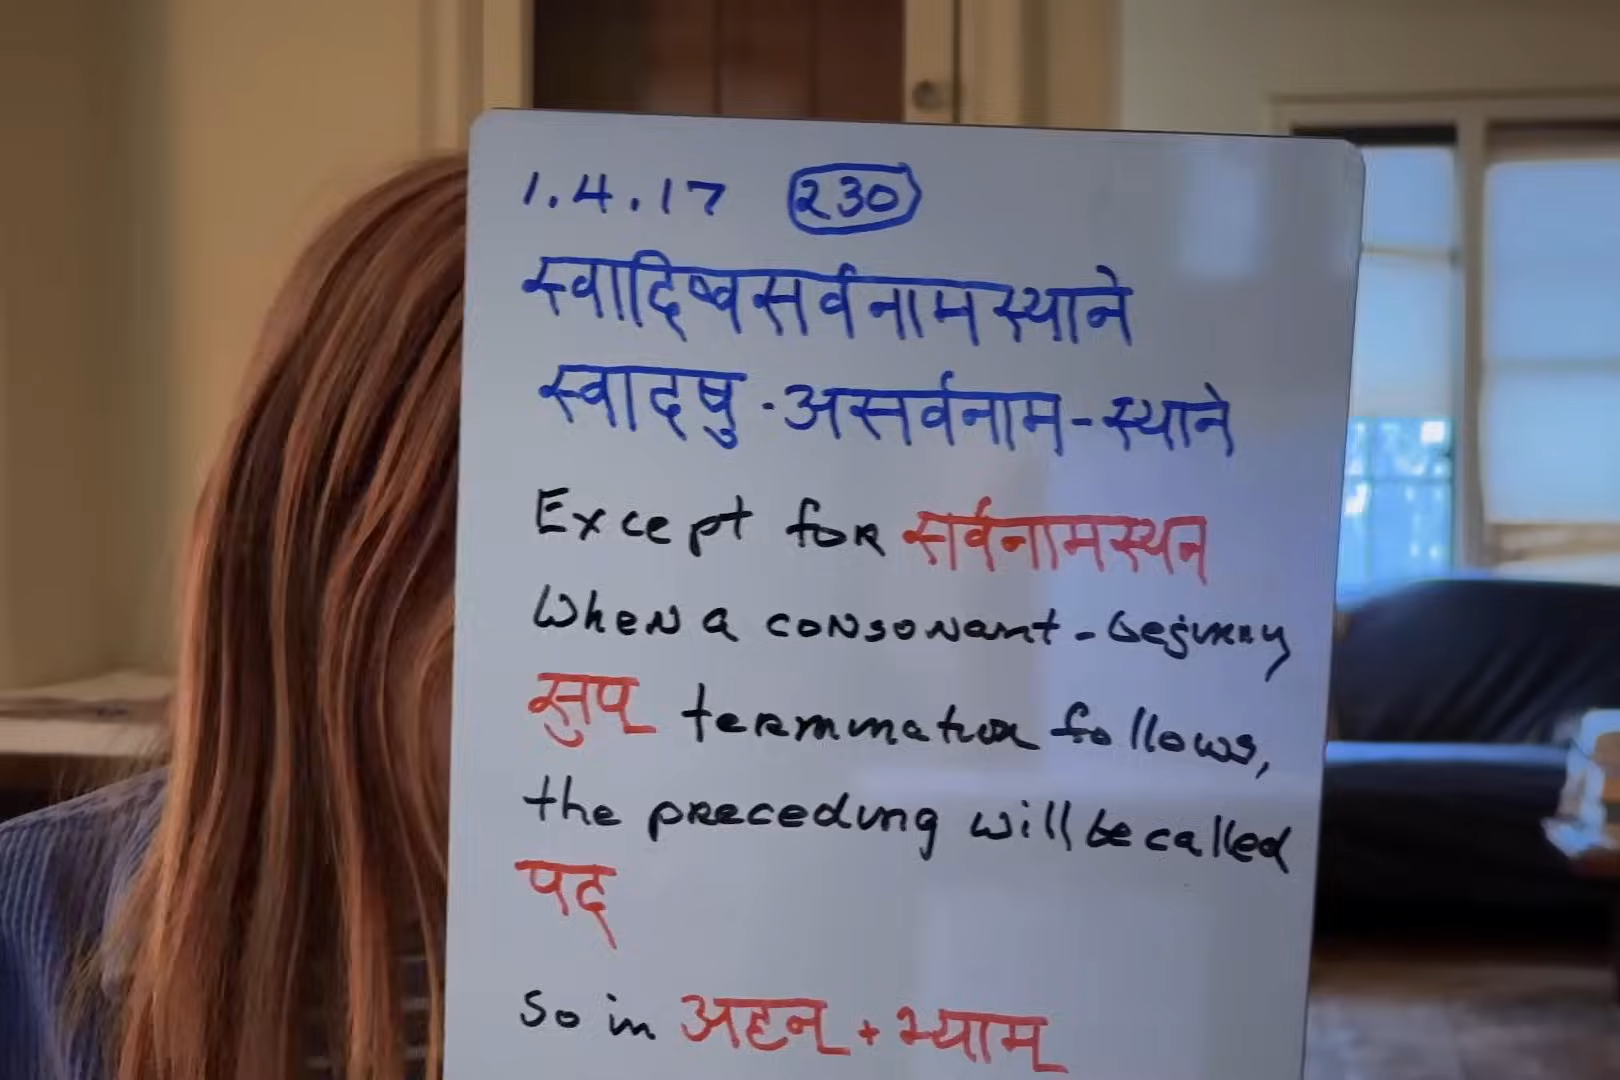 1.4.17 230
स्वादिष्वसर्वनामस्थाने
स्वादषु · असर्वनाम-स्थाने
Except for सर्वनामस्थन
When a consonant-beginning
सुप् termination follows,
the preceding will be called
पद
So in अहन् + भ्याम्